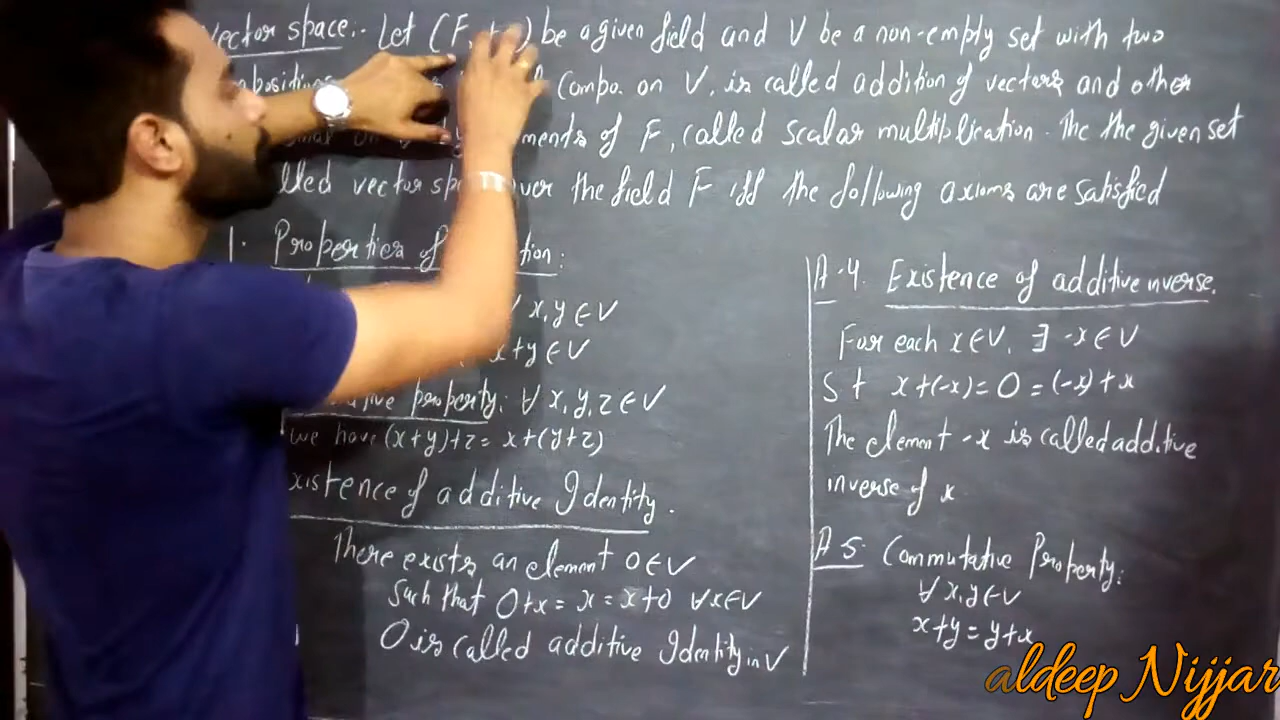 Vector space:- Let (F, + ) be a given field and V be a non-empty set with two
Compo. on V, is called addition of vectors and other
ments of F, called scalar multiplication. The the given set
lled vector spa over the field F iff the following axioms are satisfied
1. Properties of tion:
∀ x, y ∈ V
x+y ∈ V
tive property: ∀ x, y, z ∈ V
we have (x+y)+z = x+(y+z)
xistence of additive Identity.
There exists an element 0 ∈ V
Such that 0+x = x = x+0 ∀ x ∈ V
0 is called additive Identity in V
A-4. Existence of additive inverse.
For each x ∈ V, ∃ -x ∈ V
St x+(-x) = 0 = (-x)+x
The element -x is called additive
inverse of x
A-5. Commutative Property:
∀ x, y ∈ V
x+y = y+x
aldeep Nijjar